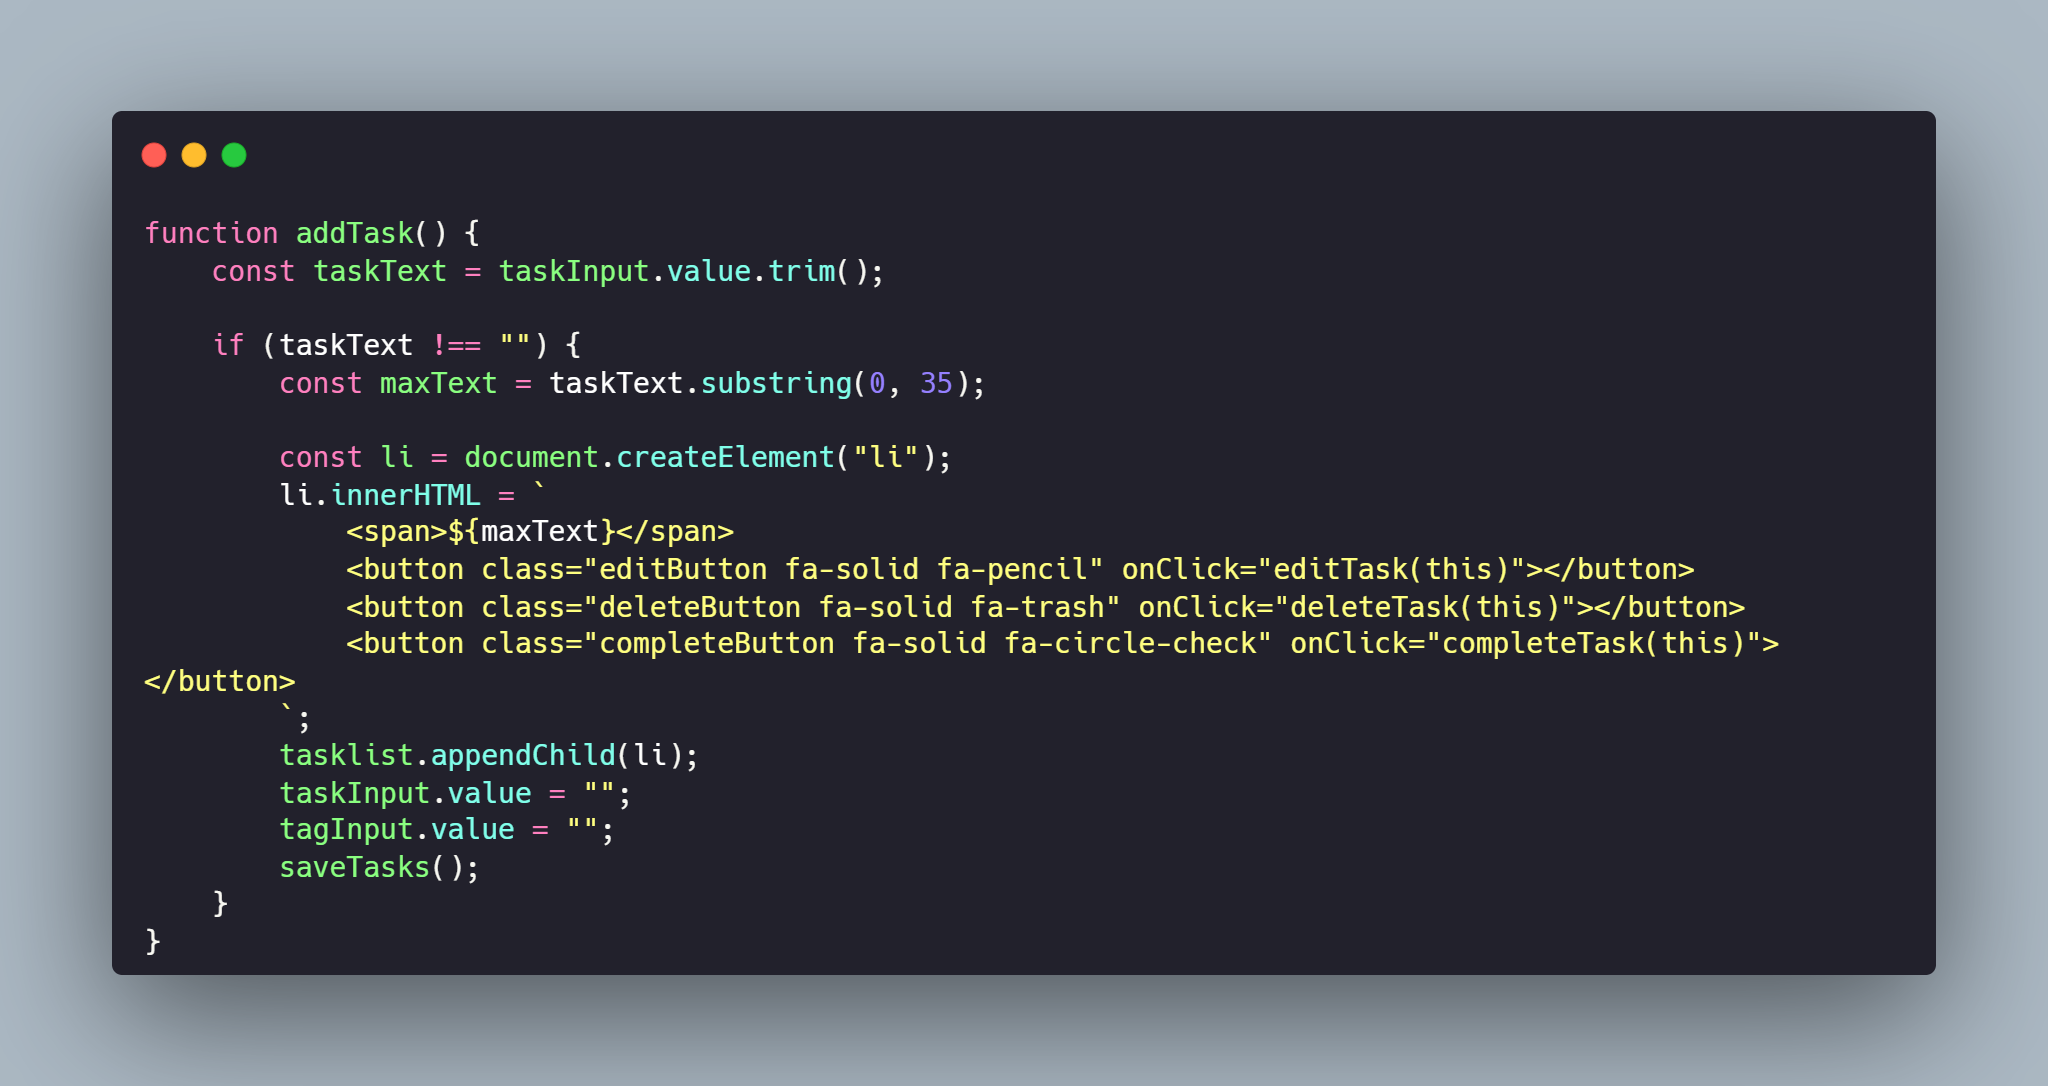 function addTask() {
    const taskText = taskInput.value.trim();

    if (taskText !== "") {
        const maxText = taskText.substring(0, 35);

        const li = document.createElement("li");
        li.innerHTML = `
            <span>${maxText}</span>
            <button class="editButton fa-solid fa-pencil" onClick="editTask(this)"></button>
            <button class="deleteButton fa-solid fa-trash" onClick="deleteTask(this)"></button>
            <button class="completeButton fa-solid fa-circle-check" onClick="completeTask(this)">
</button>
        `;
        tasklist.appendChild(li);
        taskInput.value = "";
        tagInput.value = "";
        saveTasks();
    }
}